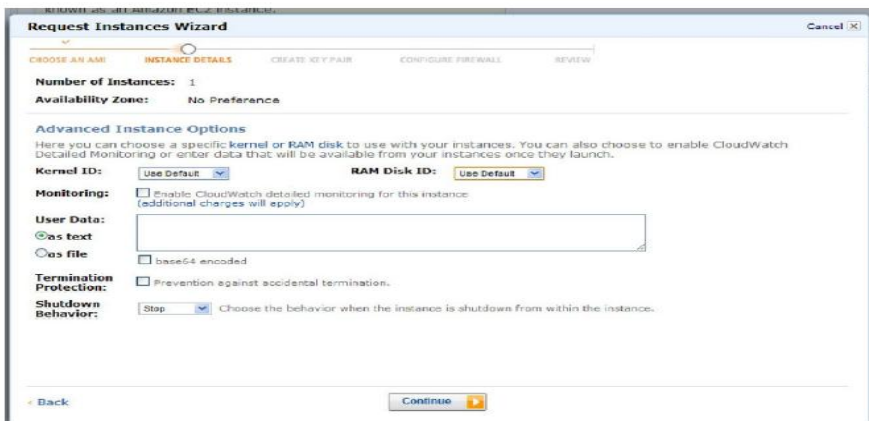 known as an Amazon EC2 instance.
Request Instances Wizard
Cancel X
CHOOSE AN AMI INSTANCE DETAILS CREATE KEY PAIR CONFIGURE FIREWALL REVIEW
Number of Instances: 1
Availability Zone: No Preference
Advanced Instance Options
Here you can choose a specific kernel or RAM disk to use with your instances. You can also choose to enable CloudWatch
Detailed Monitoring or enter data that will be available from your instances once they launch.
Kernel ID: Use Default RAM Disk ID: Use Default
Monitoring: Enable CloudWatch detailed monitoring for this instance
(additional charges will apply)
User Data:
as text
as file
base64 encoded
Termination
Protection: Prevention against accidental termination.
Shutdown
Behavior: Stop Choose the behavior when the instance is shutdown from within the instance.
Back
Continue